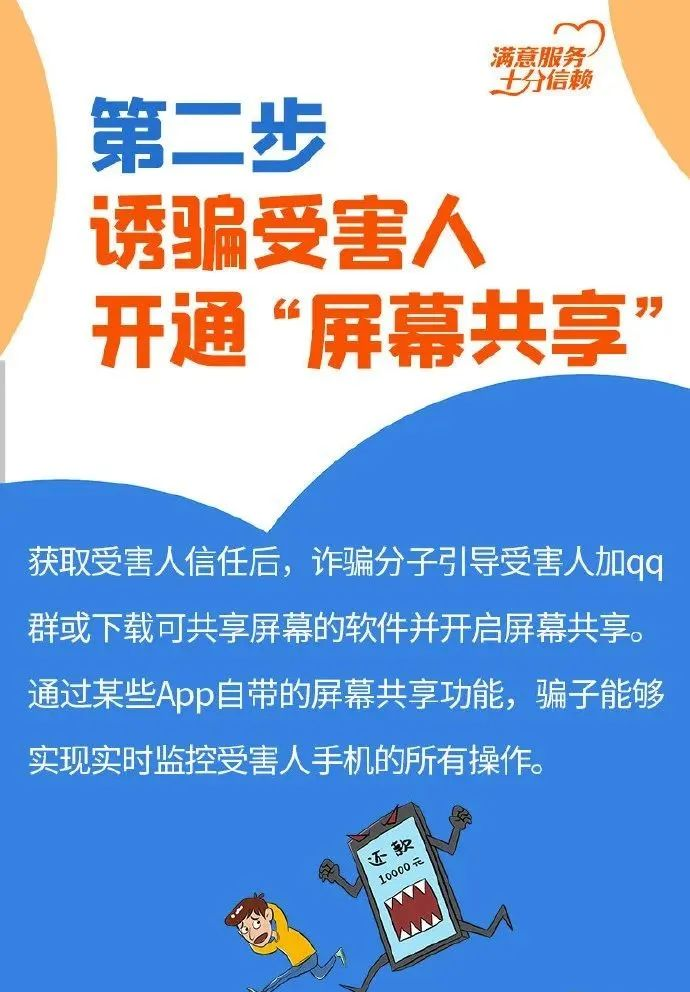 满意服务
十分信赖
第二步
诱骗受害人
开通“屏幕共享”
获取受害人信任后，诈骗分子引导受害人加qq
群或下载可共享屏幕的软件并开启屏幕共享。
通过某些App自带的屏幕共享功能，骗子能够
实现实时监控受害人手机的所有操作。
还款
10000元